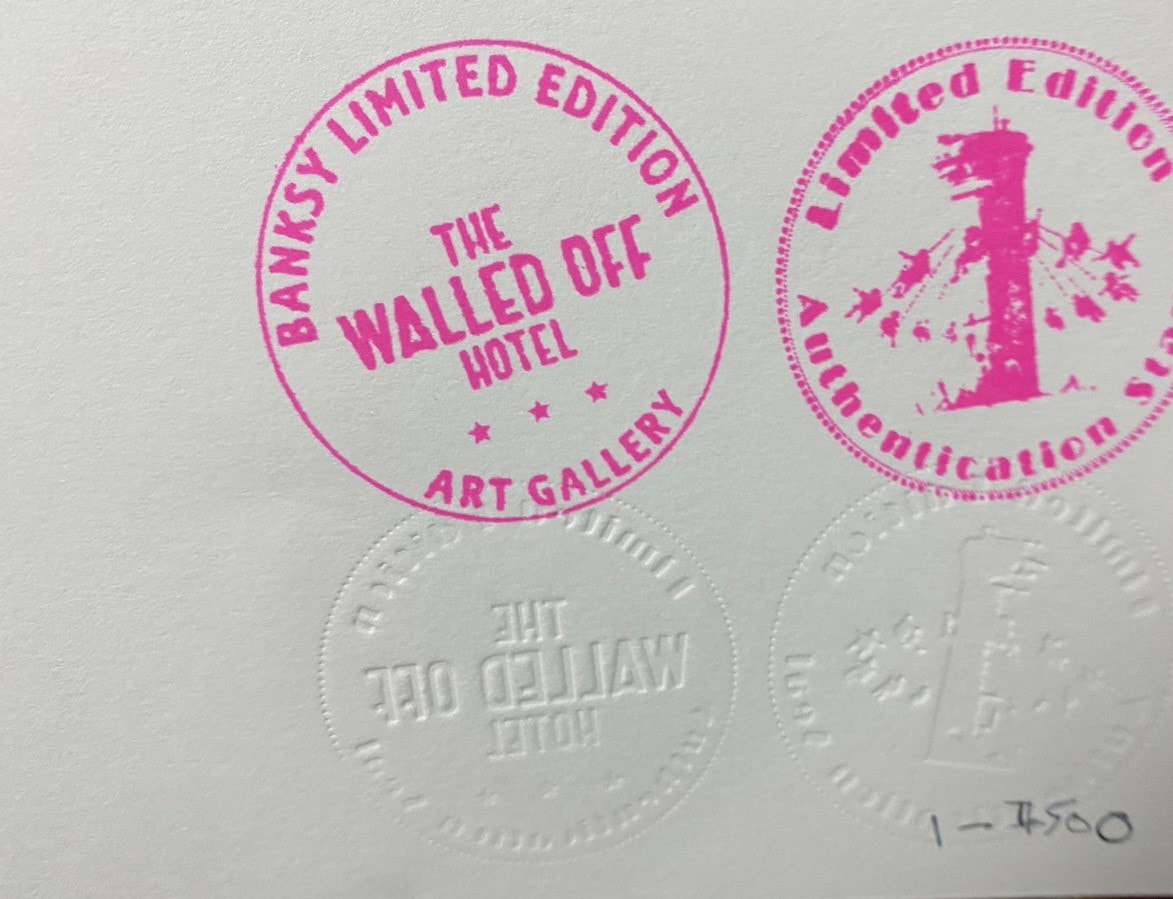 BANKSY LIMITED EDITION
THE
WALLED OFF
HOTEL
ART GALLERY
Limited Edition
Authentication
THE
WALLED OFF
HOTEL